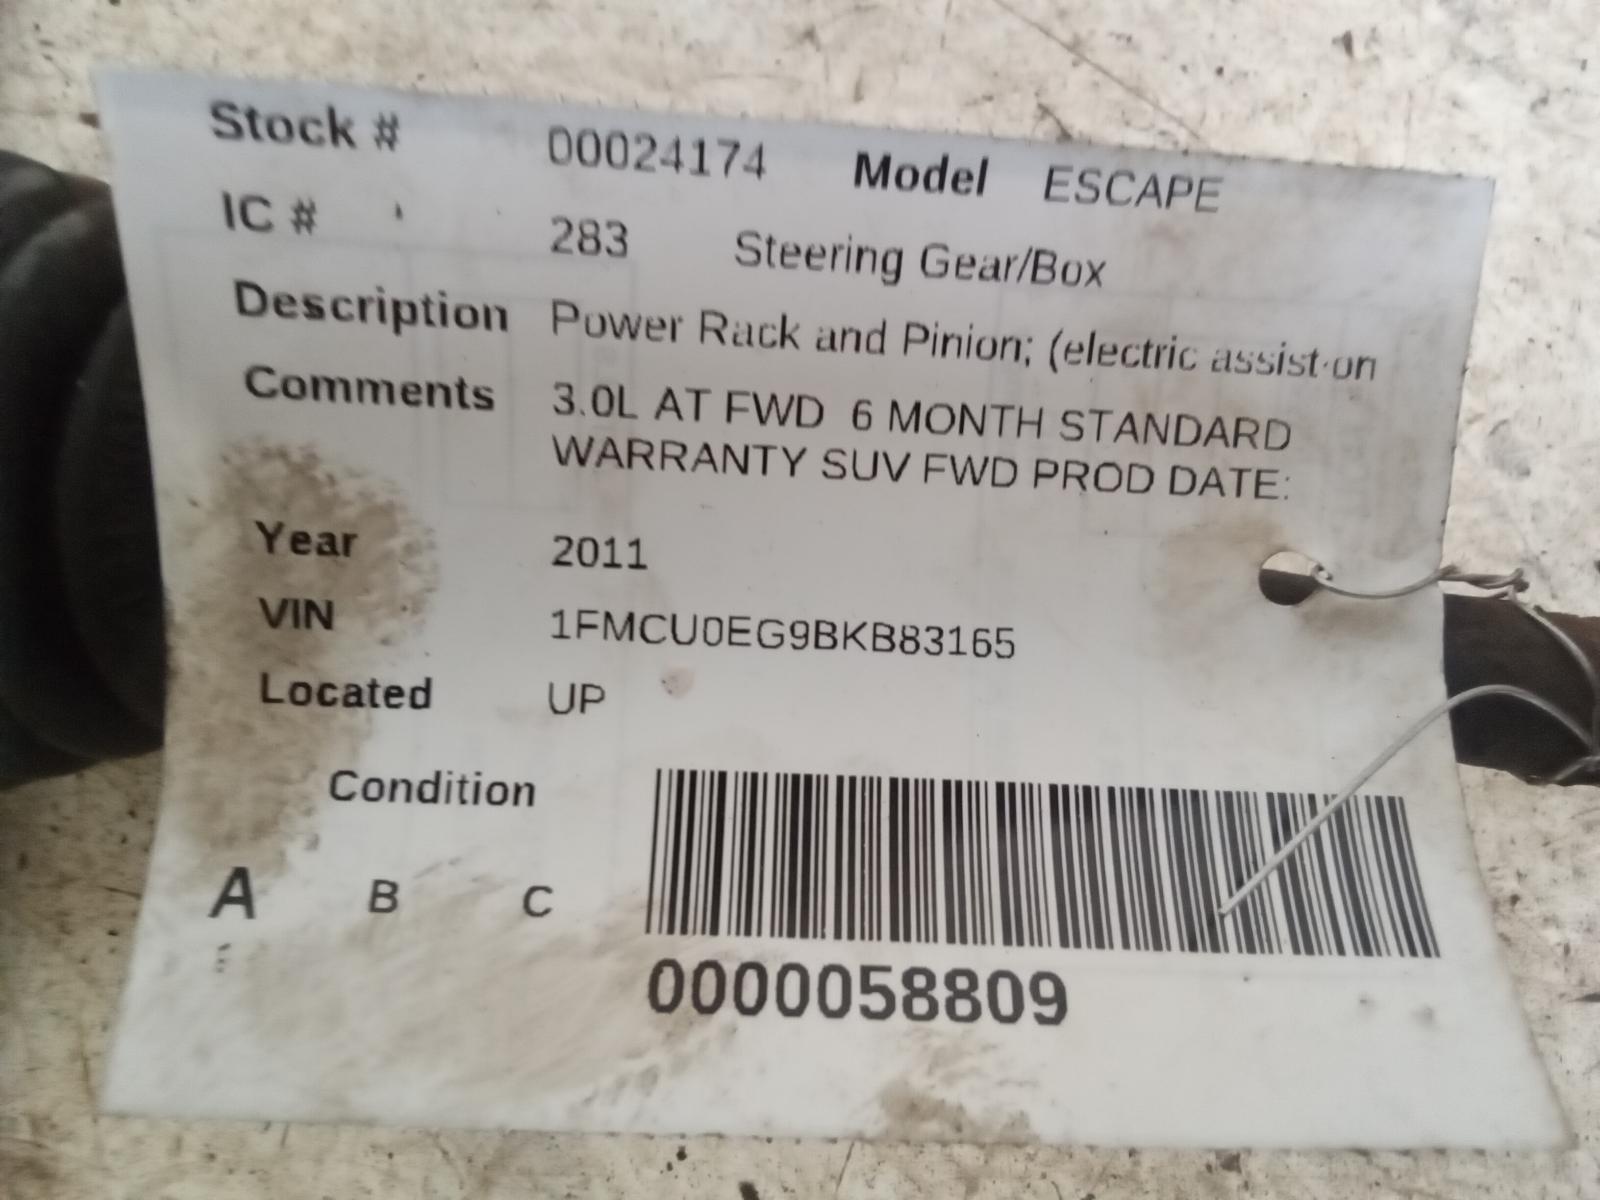 Stock # 00024174 Model ESCAPE
IC # 283 Steering Gear/Box
Description Power Rack and Pinion; (electric assist on
Comments 3.0L AT FWD 6 MONTH STANDARD
WARRANTY SUV FWD PROD DATE:
Year 2011
VIN 1FMCU0EG9BKB83165
Located UP
Condition
A B C
0000058809